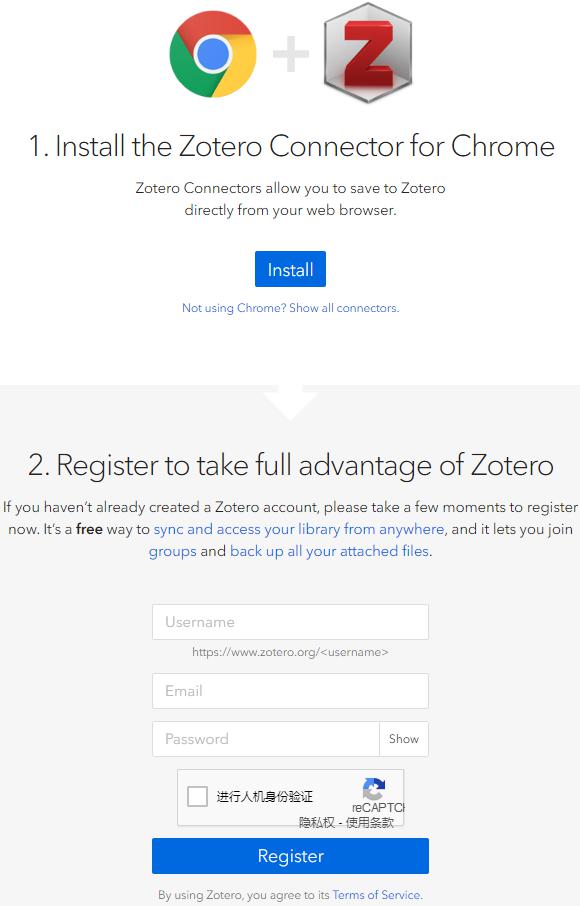 Z
1. Install the Zotero Connector for Chrome
Zotero Connectors allow you to save to Zotero
directly from your web browser.
Install
Not using Chrome? Show all connectors.
2. Register to take full advantage of Zotero
If you haven’t already created a Zotero account, please take a few moments to register
now. It’s a free way to sync and access your library from anywhere, and it lets you join
groups and back up all your attached files.
Username
https://www.zotero.org/<username>
Email
Password
Show
进行人机身份验证
reCAPTCH
隐私权 - 使用条款
Register
By using Zotero, you agree to its Terms of Service.